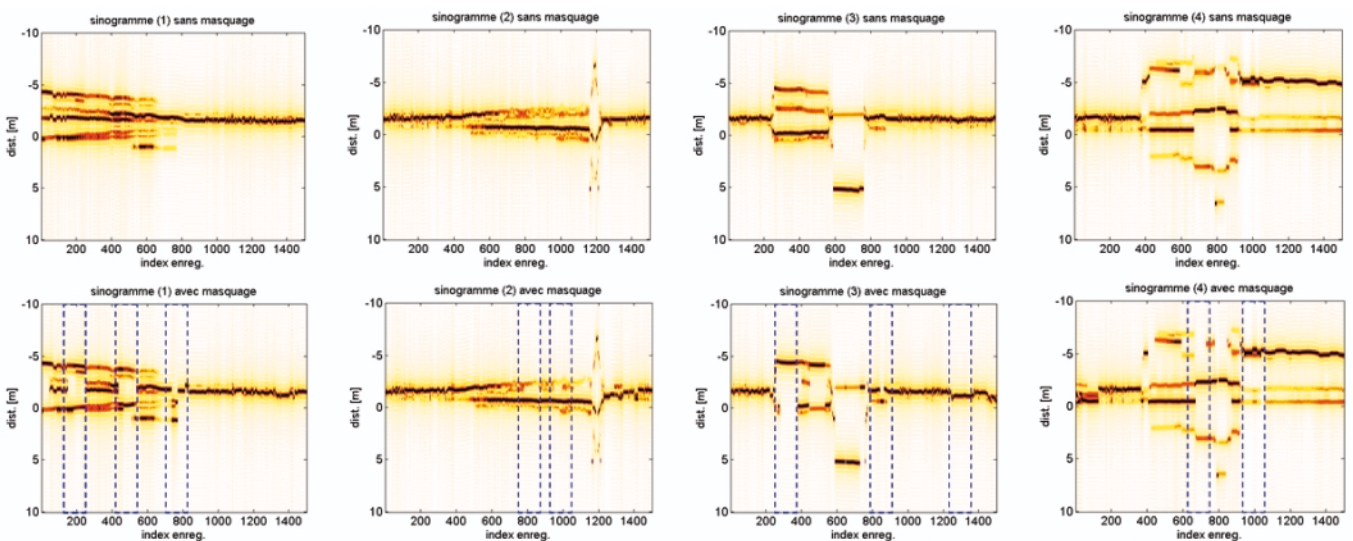 sinogramme (1) sans masquage
-10
-5
0
5
10
dist. [m]
200 400 600 800 1000 1200 1400
index enreg.
sinogramme (2) sans masquage
-10
-5
0
5
10
dist. [m]
200 400 600 800 1000 1200 1400
index enreg.
sinogramme (3) sans masquage
-10
-5
0
5
10
dist. [m]
200 400 600 800 1000 1200 1400
index enreg.
sinogramme (4) sans masquage
-10
-5
0
5
10
dist. [m]
200 400 600 800 1000 1200 1400
index enreg.
sinogramme (1) avec masquage
-10
-5
0
5
10
dist. [m]
200 400 600 800 1000 1200 1400
index enreg.
sinogramme (2) avec masquage
-10
-5
0
5
10
dist. [m]
200 400 600 800 1000 1200 1400
index enreg.
sinogramme (3) avec masquage
-10
-5
0
5
10
dist. [m]
200 400 600 800 1000 1200 1400
index enreg.
sinogramme (4) avec masquage
-10
-5
0
5
10
dist. [m]
200 400 600 800 1000 1200 1400
index enreg.